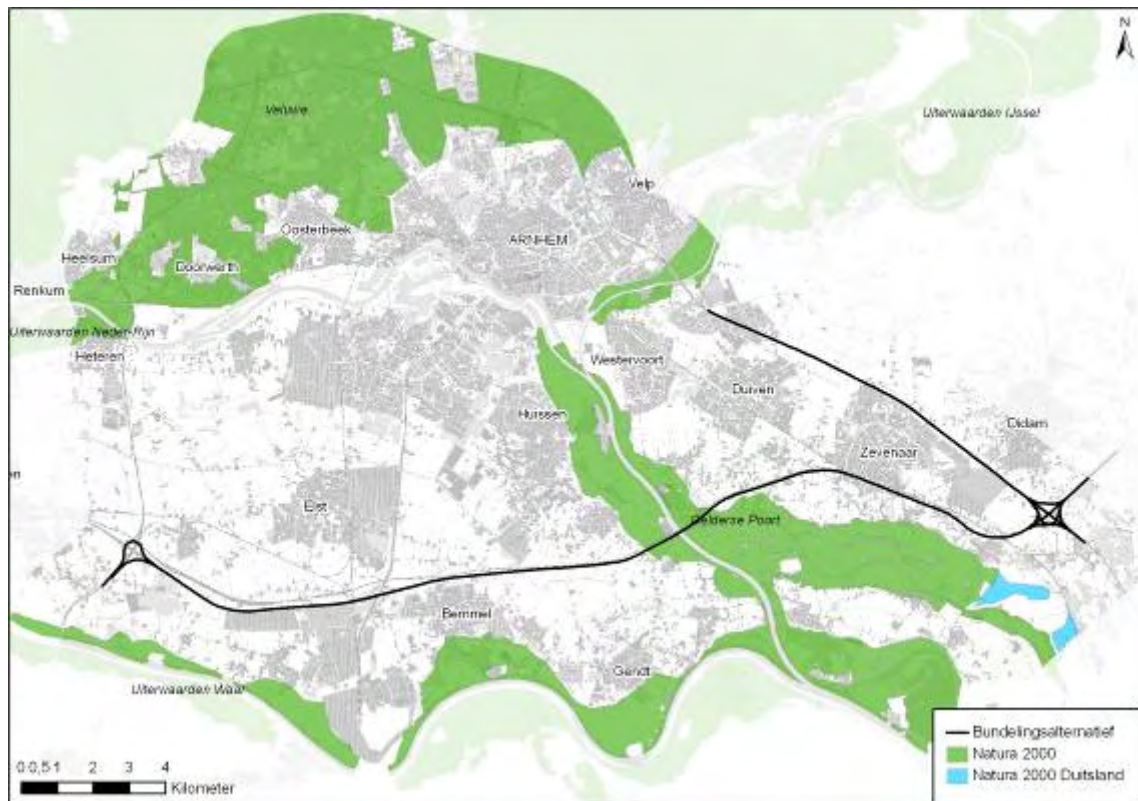 N
Veluwe
Uiterwaarden IJssel
Velp
Oosterbeek
ARNHEM
Heelsum
Doorwerth
Renkum
Uiterwaarden Neder-Rijn
Heteren
Westervoort
Duiven
Huissen
Didam
Zevenaar
en
Elst
Gelderse Poort
Bemmel
Gendt
Uiterwaarden Waal
Bundelingsalternatief
Natura 2000
Natura 2000 Duitsland
0 0,5 1 2 3 4
Kilometer